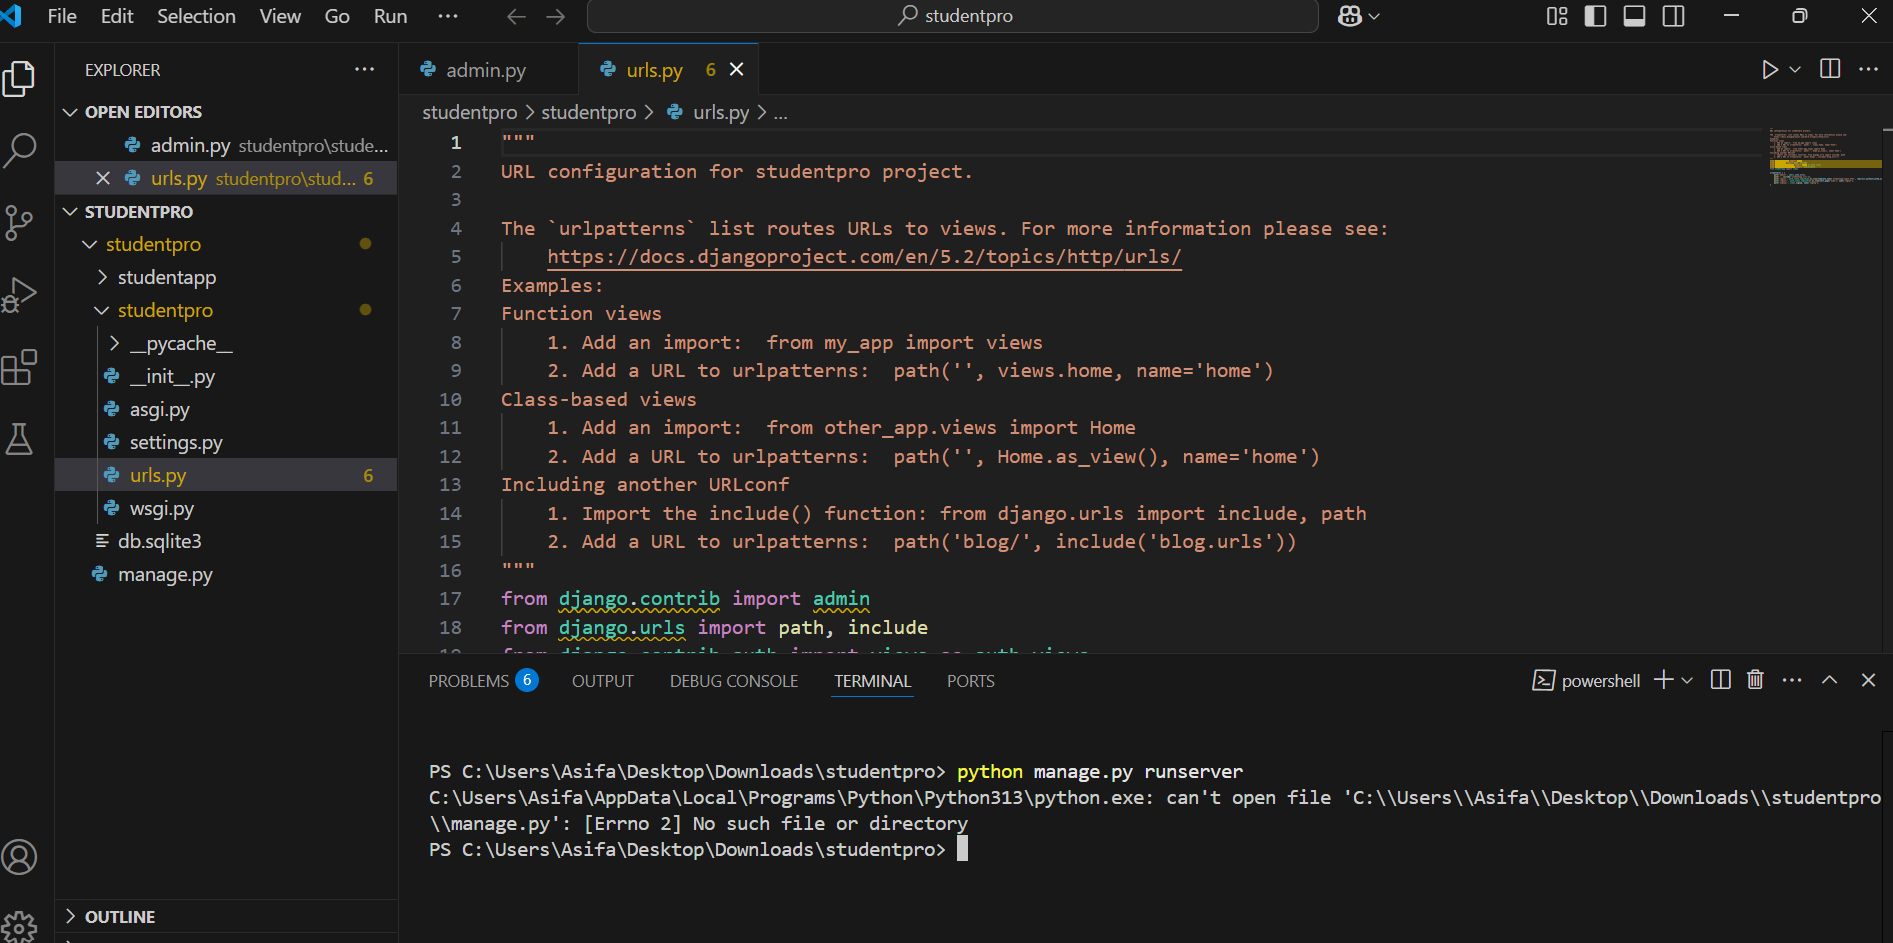 File Edit Selection View Go Run ··· studentpro
EXPLORER ···
OPEN EDITORS
admin.py studentpro\stude...
urls.py studentpro\stud... 6
STUDENTPRO
studentpro
studentapp
studentpro
__pycache__
__init__.py
asgi.py
settings.py
urls.py 6
wsgi.py
db.sqlite3
manage.py
OUTLINE
admin.py urls.py 6
studentpro > studentpro > urls.py > ...
1 """
2 URL configuration for studentpro project.
3
4 The `urlpatterns` list routes URLs to views. For more information please see:
5 https://docs.djangoproject.com/en/5.2/topics/http/urls/
6 Examples:
7 Function views
8 1. Add an import:  from my_app import views
9 2. Add a URL to urlpatterns:  path('', views.home, name='home')
10 Class-based views
11 1. Add an import:  from other_app.views import Home
12 2. Add a URL to urlpatterns:  path('', Home.as_view(), name='home')
13 Including another URLconf
14 1. Import the include() function: from django.urls import include, path
15 2. Add a URL to urlpatterns:  path('blog/', include('blog.urls'))
16 """
17 from django.contrib import admin
18 from django.urls import path, include
19 from django.contrib.auth import views as auth_views
PROBLEMS 6 OUTPUT DEBUG CONSOLE TERMINAL PORTS powershell
PS C:\Users\Asifa\Desktop\Downloads\studentpro> python manage.py runserver
C:\Users\Asifa\AppData\Local\Programs\Python\Python313\python.exe: can't open file 'C:\\Users\\Asifa\\Desktop\\Downloads\\studentpro
\\manage.py': [Errno 2] No such file or directory
PS C:\Users\Asifa\Desktop\Downloads\studentpro>